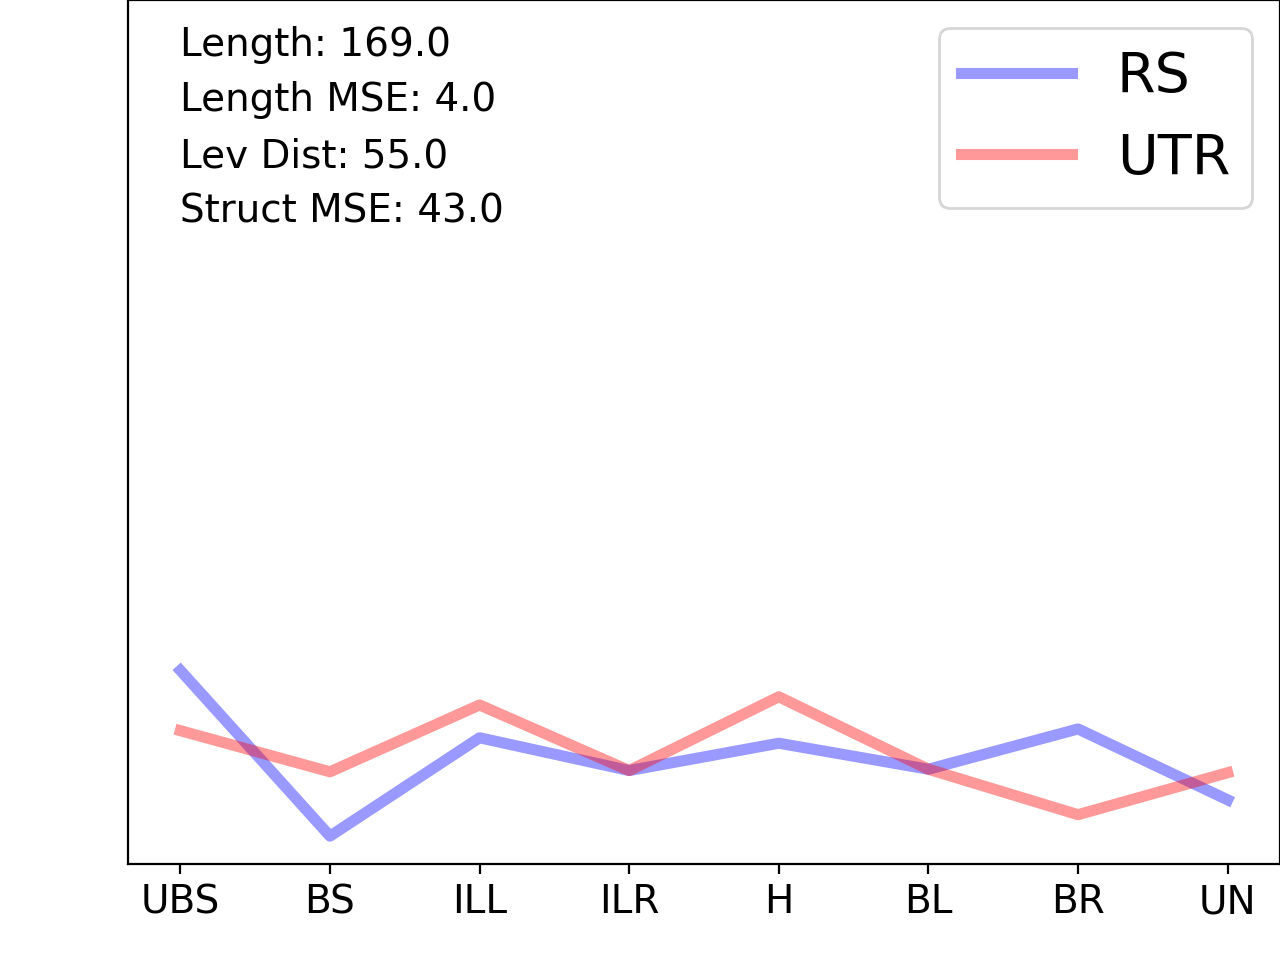 Length: 169.0
Length MSE: 4.0
Lev Dist: 55.0
Struct MSE: 43.0
RS
UTR
UBS BS ILL ILR H BL BR UN